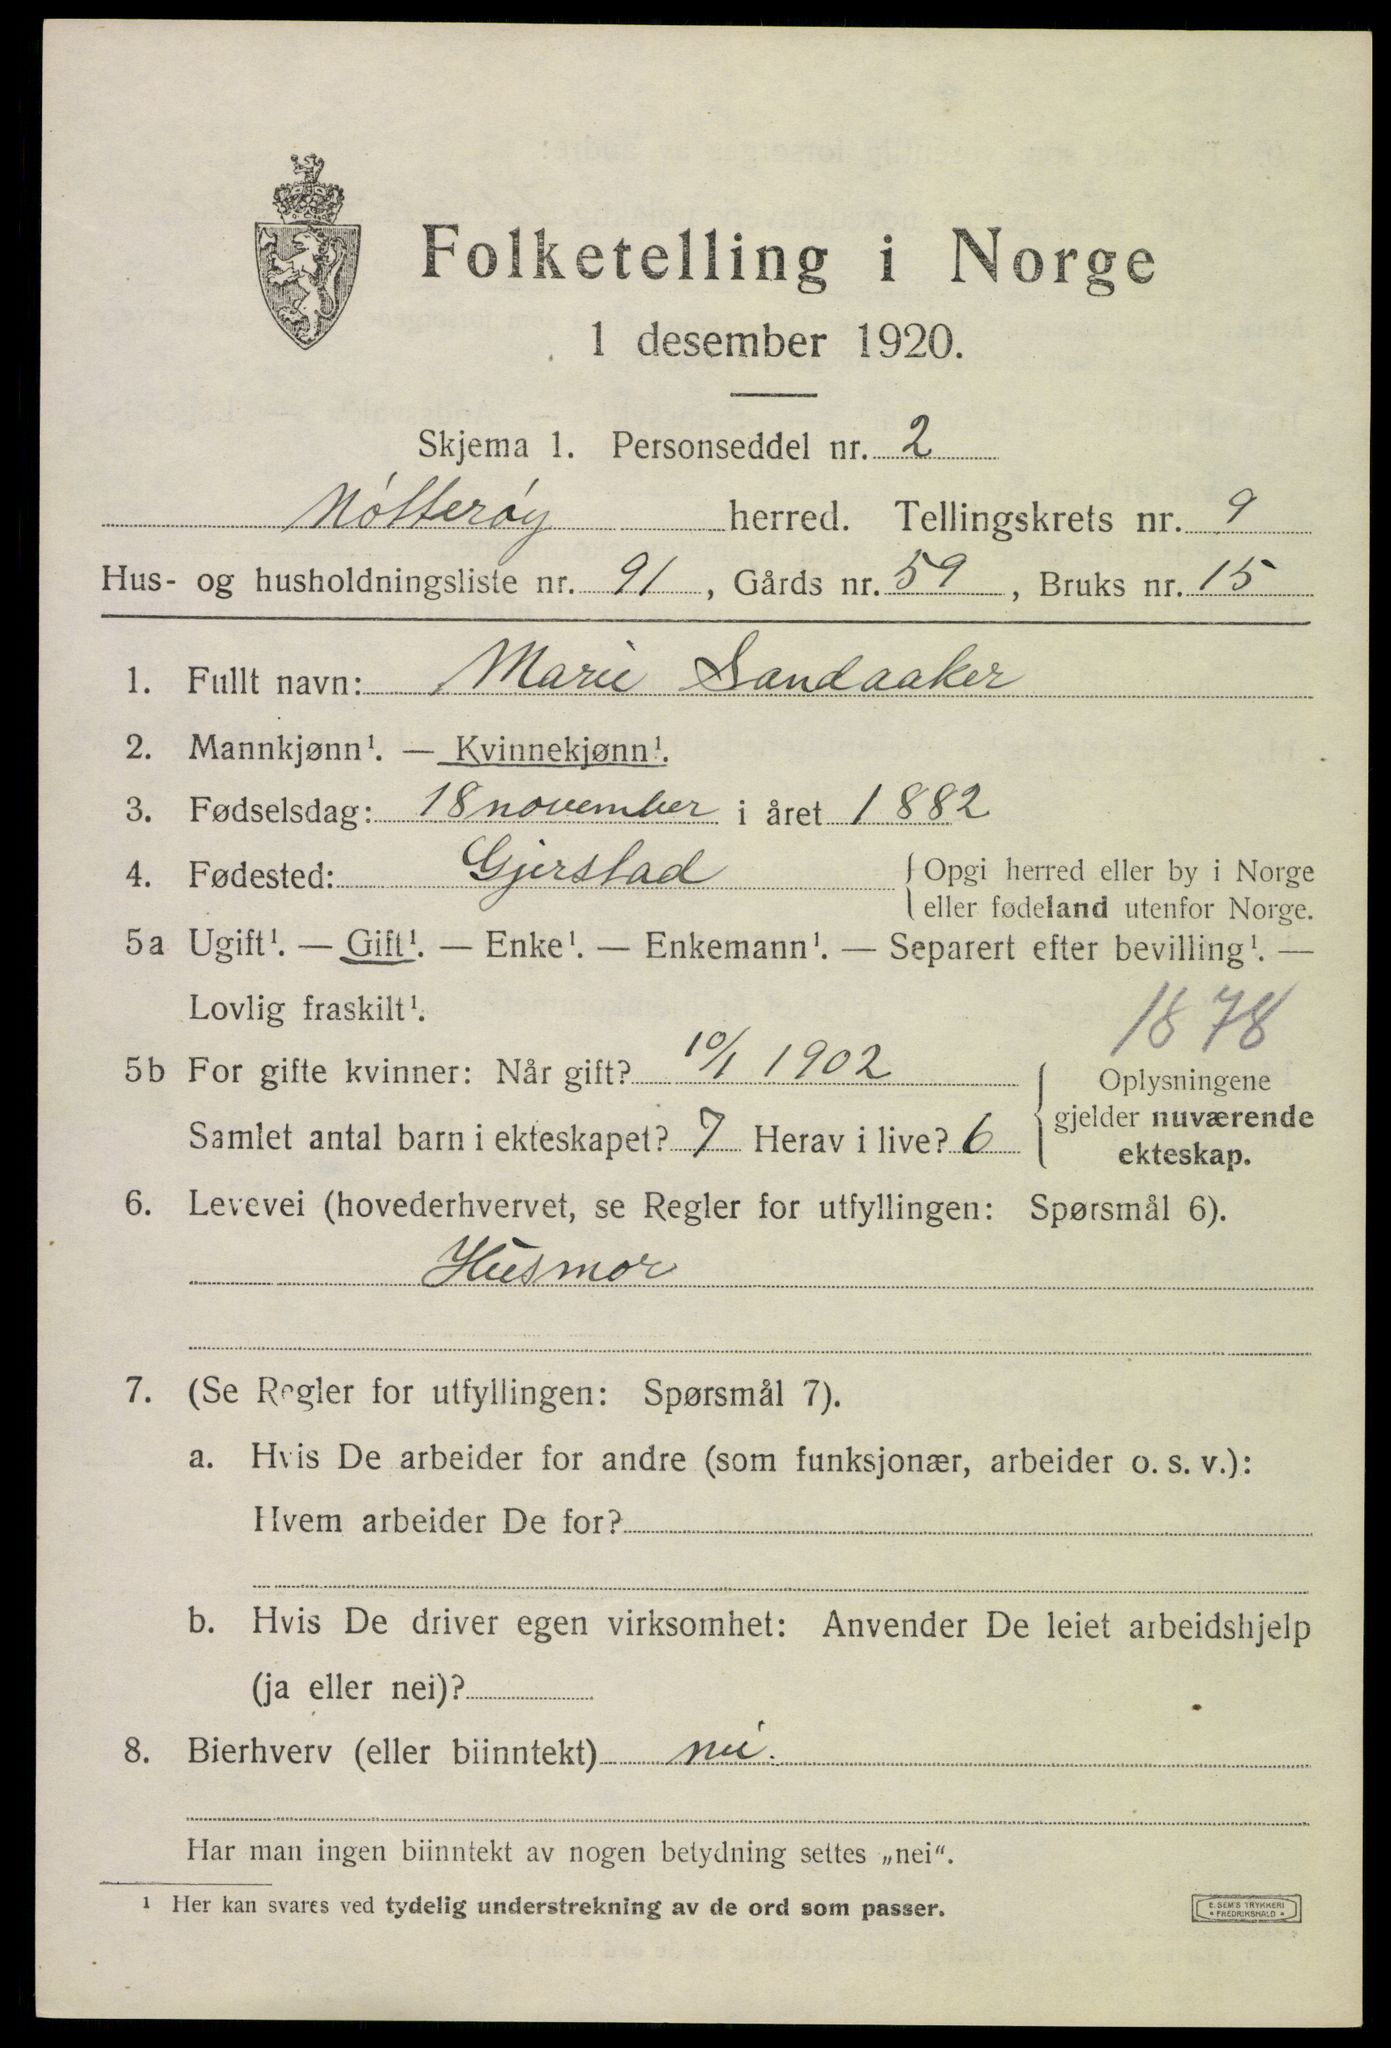 Folketelling i Norge
1 desember 1920.
Skjema 1. Personseddel nr. 2
Nøtterøy herred. Tellingskrets nr. 9
Hus- og husholdningsliste nr. 91, Gårds nr. 59, Bruks nr. 15
1. Fullt navn: Marie Sandaaker
2. Mannkjønn¹. — Kvinnekjønn¹.
3. Fødselsdag: 18 november i året 1882
4. Fødested: Gjerstad { Opgi herred eller by i Norge
eller fødeland utenfor Norge.
5a Ugift¹. — Gift¹. — Enke¹. — Enkemann¹. — Separert efter bevilling¹. —
Lovlig fraskilt¹.
1878
5b For gifte kvinner: Når gift? 10/1 1902
Samlet antal barn i ekteskapet? 7 Herav i live? 6
Oplysningene
gjelder nuværende
ekteskap.
6. Levevei (hovederhvervet, se Regler for utfyllingen: Spørsmål 6).
Husmor
7. (Se Regler for utfyllingen: Spørsmål 7).
a. Hvis De arbeider for andre (som funksjonær, arbeider o. s. v.):
Hvem arbeider De for?
b. Hvis De driver egen virksomhet: Anvender De leiet arbeidshjelp
(ja eller nei)?
8. Bierhverv (eller biinntekt) nei.
Har man ingen biinntekt av nogen betydning settes „nei“.
¹ Her kan svares ved tydelig understrekning av de ord som passer.
E. SEM'S TRYKKERI
FREDRIKSHALD